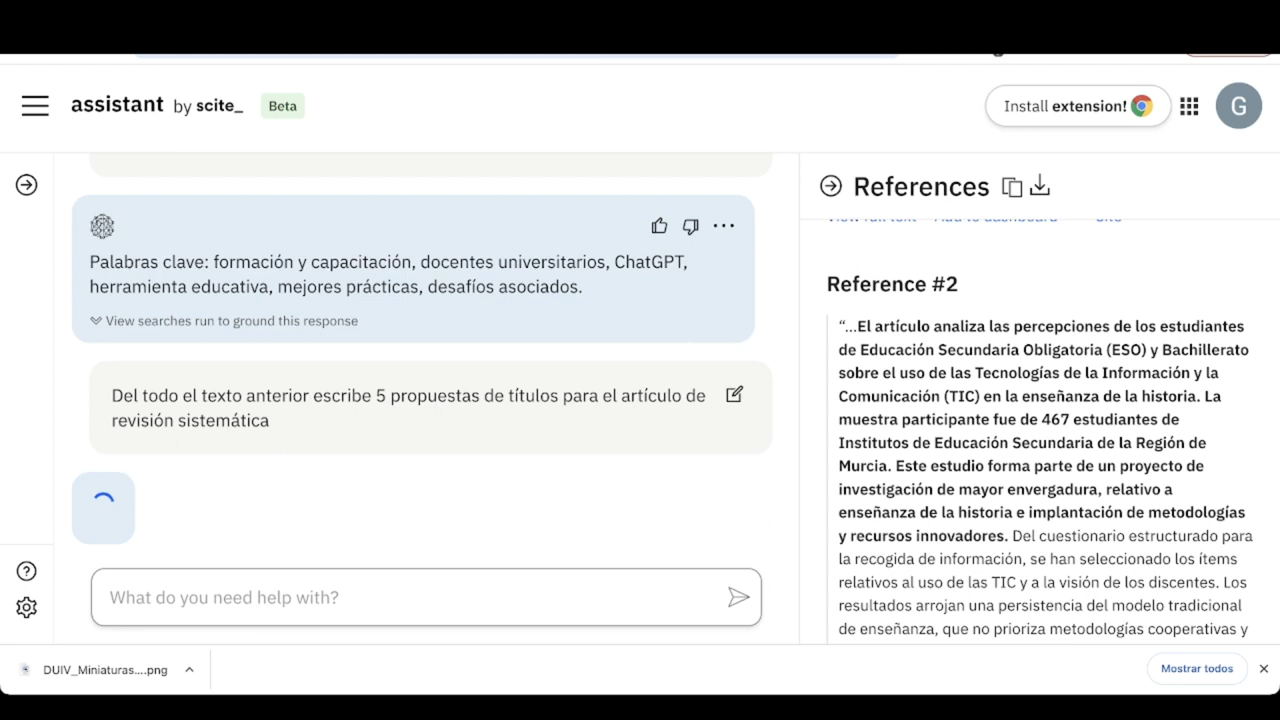 assistant by scite_ Beta
Install extension!
G
References
Palabras clave: formación y capacitación, docentes universitarios, ChatGPT,
herramienta educativa, mejores prácticas, desafíos asociados.
View searches run to ground this response
Del todo el texto anterior escribe 5 propuestas de títulos para el artículo de
revisión sistemática
What do you need help with?
Reference #2
“...El artículo analiza las percepciones de los estudiantes
de Educación Secundaria Obligatoria (ESO) y Bachillerato
sobre el uso de las Tecnologías de la Información y la
Comunicación (TIC) en la enseñanza de la historia. La
muestra participante fue de 467 estudiantes de
Institutos de Educación Secundaria de la Región de
Murcia. Este estudio forma parte de un proyecto de
investigación de mayor envergadura, relativo a
enseñanza de la historia e implantación de metodologías
y recursos innovadores. Del cuestionario estructurado para
la recogida de información, se han seleccionado los ítems
relativos al uso de las TIC y a la visión de los discentes. Los
resultados arrojan una persistencia del modelo tradicional
de enseñanza, que no prioriza metodologías cooperativas y
DUIV_Miniaturas....png
Mostrar todos